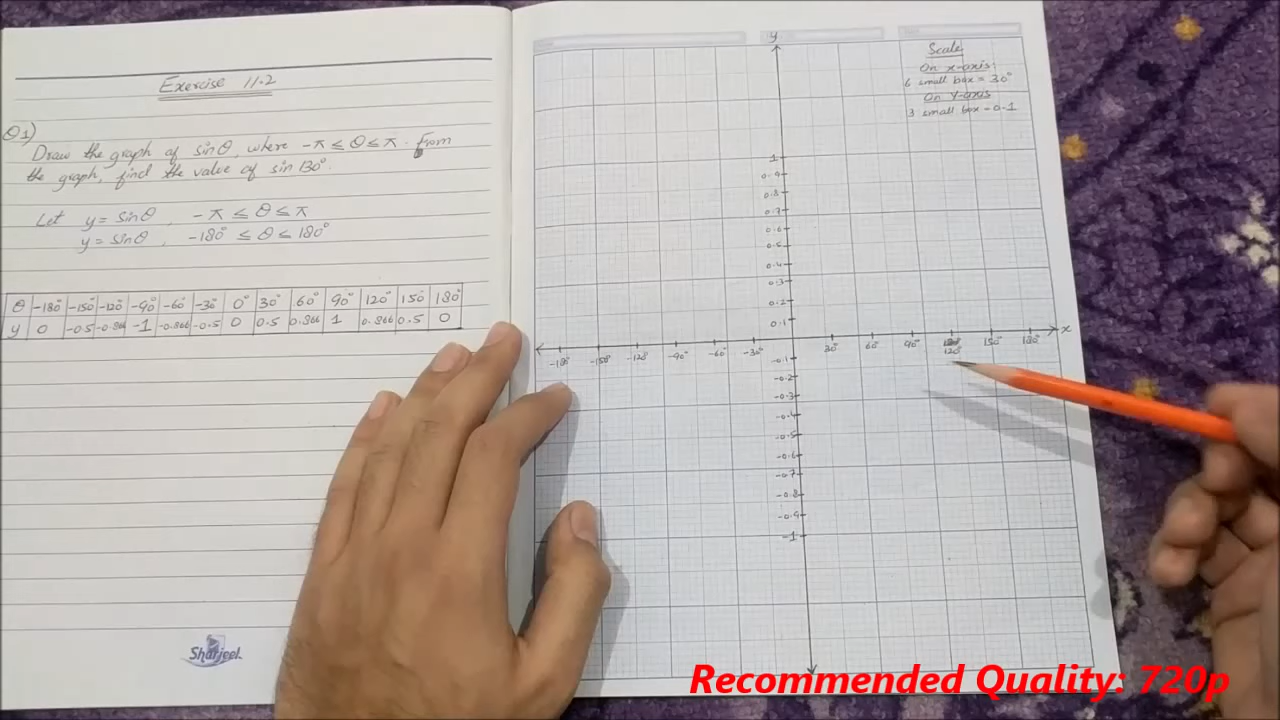 Exercise 11.2
Q1)
Draw the graph of sinθ, where -π ≤ θ ≤ π. From
the graph, find the value of sin 130°.
Let y = sinθ , -π ≤ θ ≤ π
y = sinθ , -180° ≤ θ ≤ 180°
θ -180° -150° -120° -90° -60° -30° 0° 30° 60° 90° 120° 150° 180°
y 0 -0.5 -0.866 -1 -0.866 -0.5 0 0.5 0.866 1 0.866 0.5 0
Sharjeel
y
Scale
On x-axis
6 small box = 30°
On Y-axis
3 small box = 0.1
1
0.9
0.8
0.7
0.6
0.5
0.4
0.3
0.2
0.1
x
-180° -150° -120° -90° -60° -30° 30° 60° 90° 120° 150° 180°
-0.1
-0.2
-0.3
-0.4
-0.5
-0.6
-0.7
-0.8
-0.9
-1
Recommended Quality: 720p